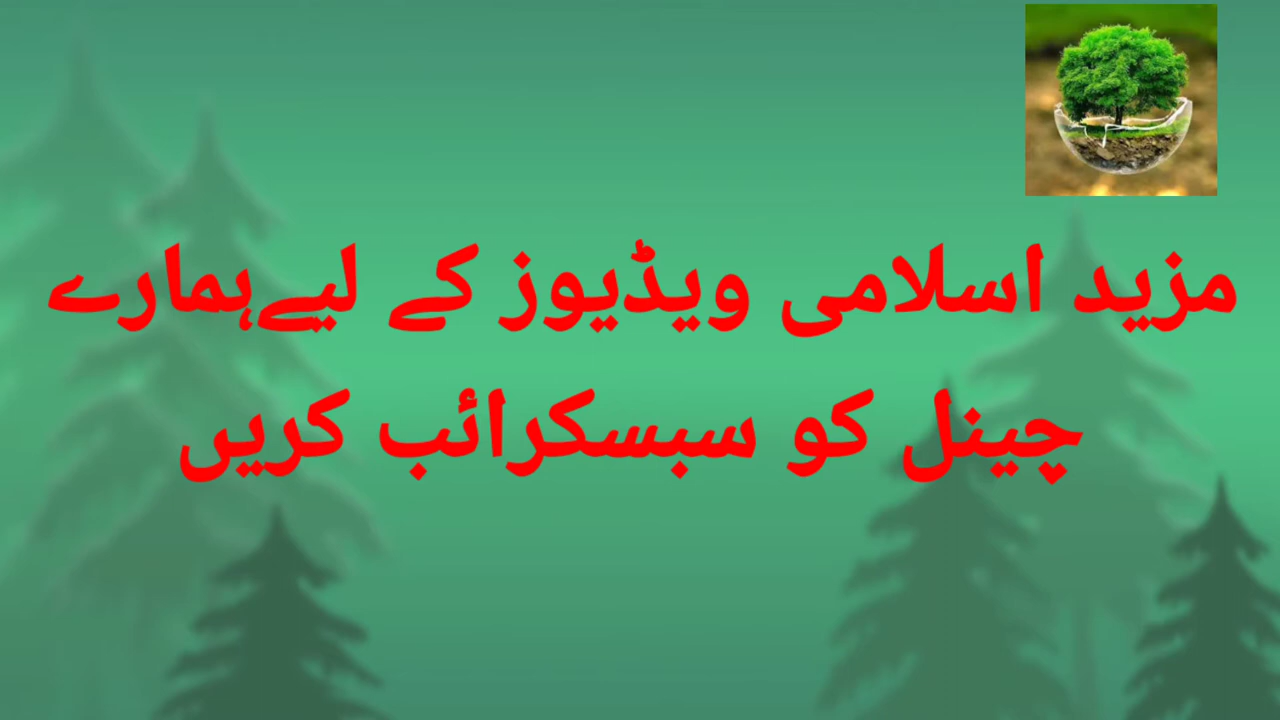 مزید اسلامی ویڈیوز کے لیےہمارے
چینل کو سبسکرائب کریں